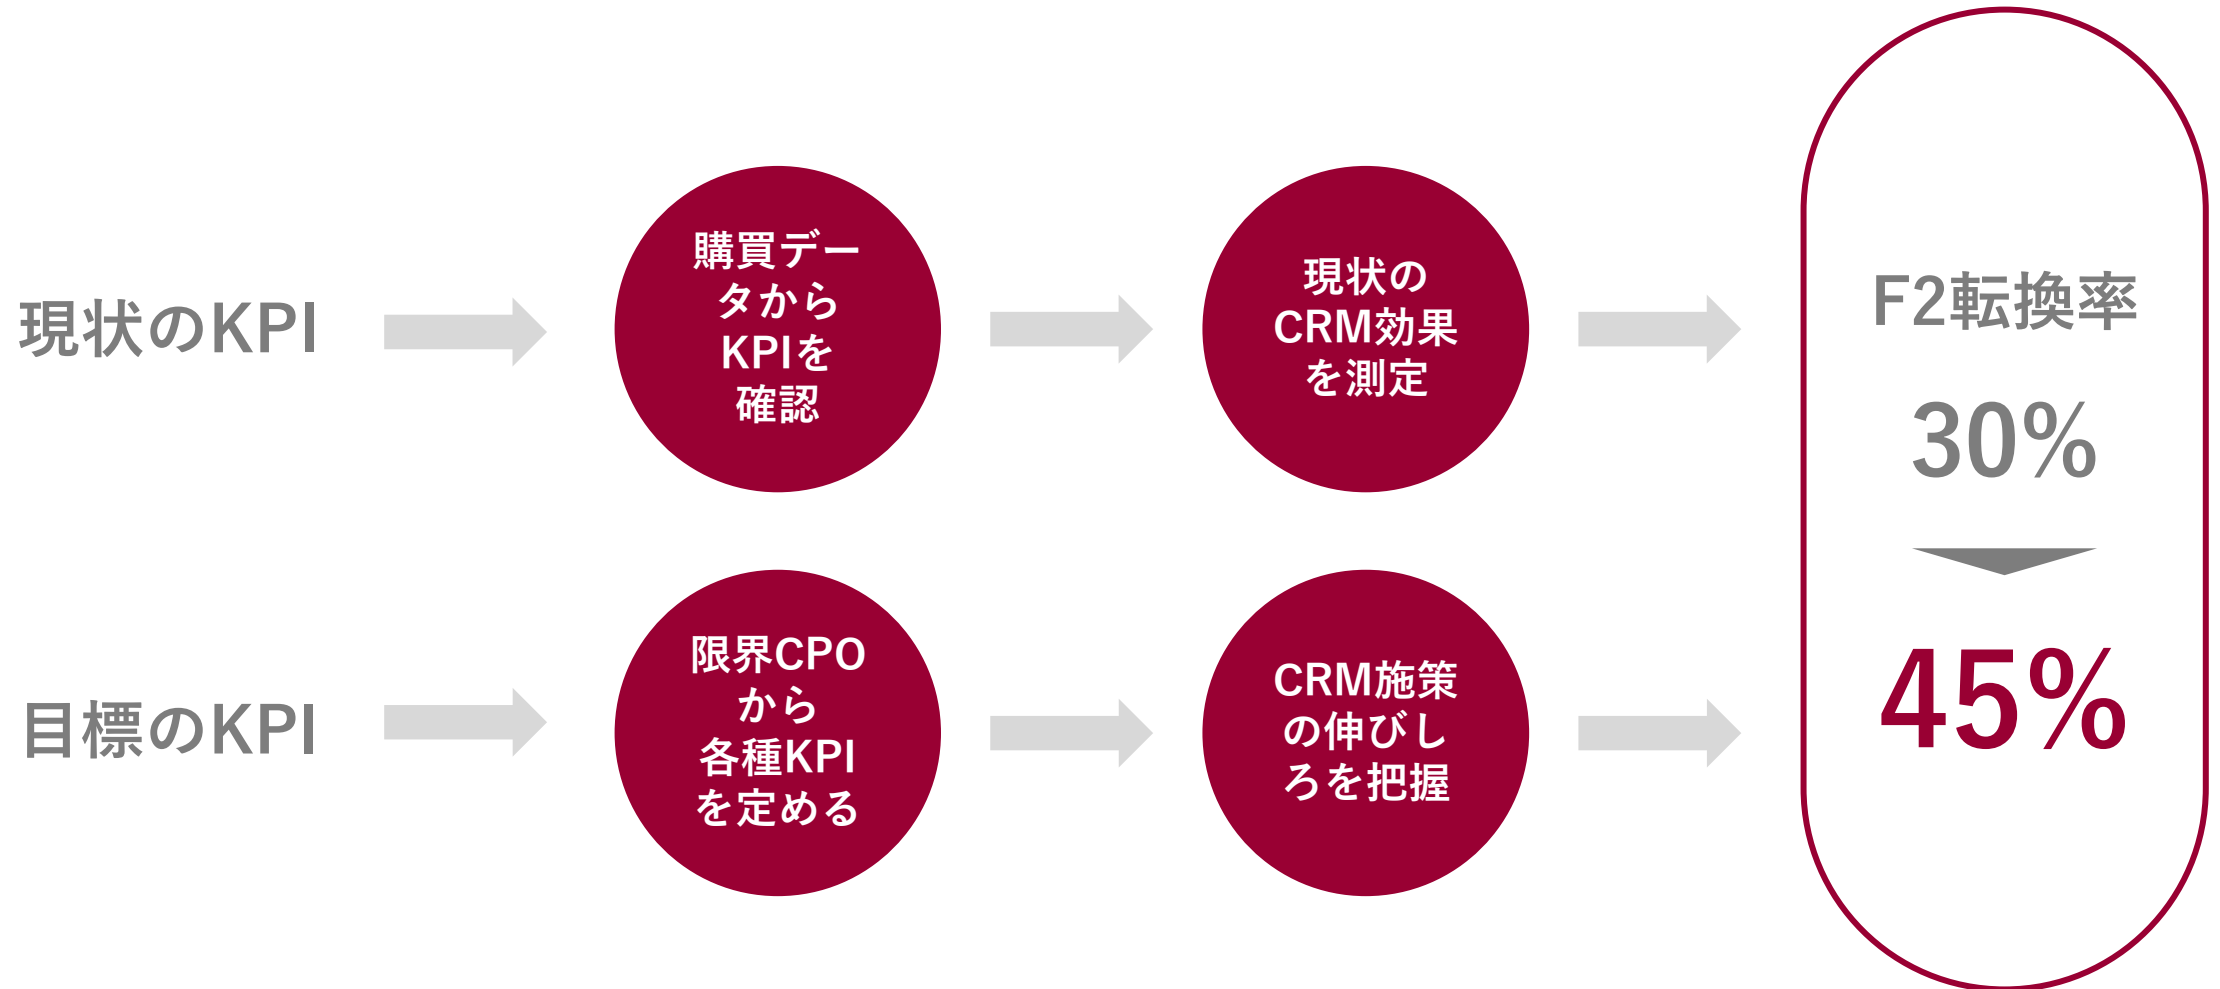 現状のKPI
購買デー
タから
KPIを
確認
現状の
CRM効果
を測定
F2転換率
30%
目標のKPI
限界CPO
から
各種KPI
を定める
CRM施策
の伸びし
ろを把握
45%